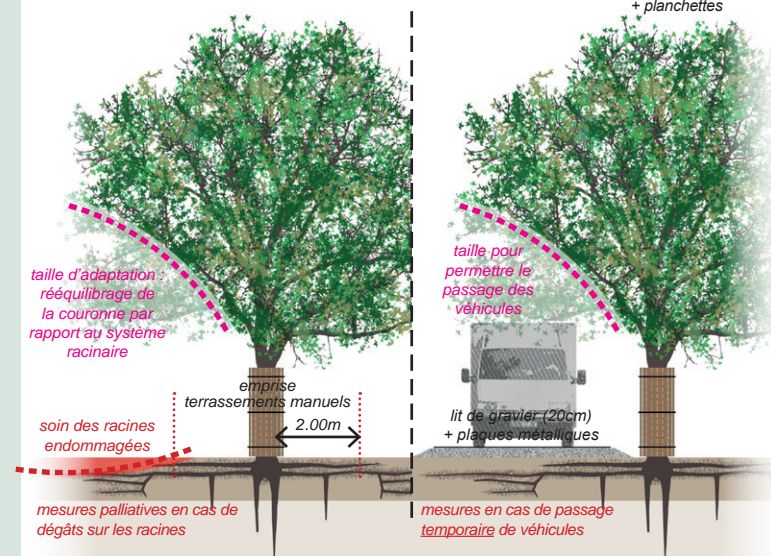 + planchettes
taille d'adaptation :
rééquilibrage de
la couronne par
rapport au système
racinaire
emprise
terrassements manuels
2.00m
soin des racines
endommagées
mesures palliatives en cas de
dégâts sur les racines
taille pour
permettre le
passage des
véhicules
lit de gravier (20cm)
+ plaques métalliques
mesures en cas de passage
temporaire de véhicules